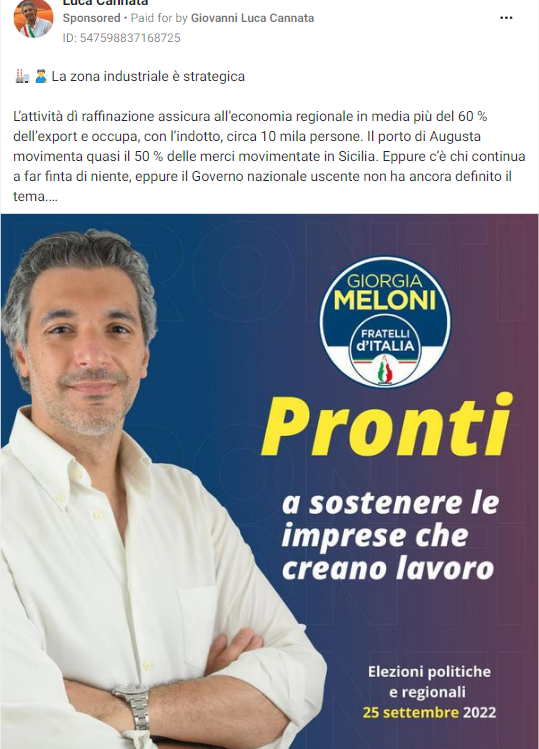 Luca Cannata
Sponsored • Paid for by Giovanni Luca Cannata
ID: 547598837168725
La zona industriale è strategica
L'attività dì raffinazione assicura all'economia regionale in media più del 60 %
dell'export e occupa, con l'indotto, circa 10 mila persone. Il porto di Augusta
movimenta quasi il 50 % delle merci movimentate in Sicilia. Eppure c'è chi continua
a far finta di niente, eppure il Governo nazionale uscente non ha ancora definito il
tema....
GIORGIA
MELONI
FRATELLI
d'ITALIA
Pronti
a sostenere le
imprese che
creano lavoro
Elezioni politiche
e regionali
25 settembre 2022